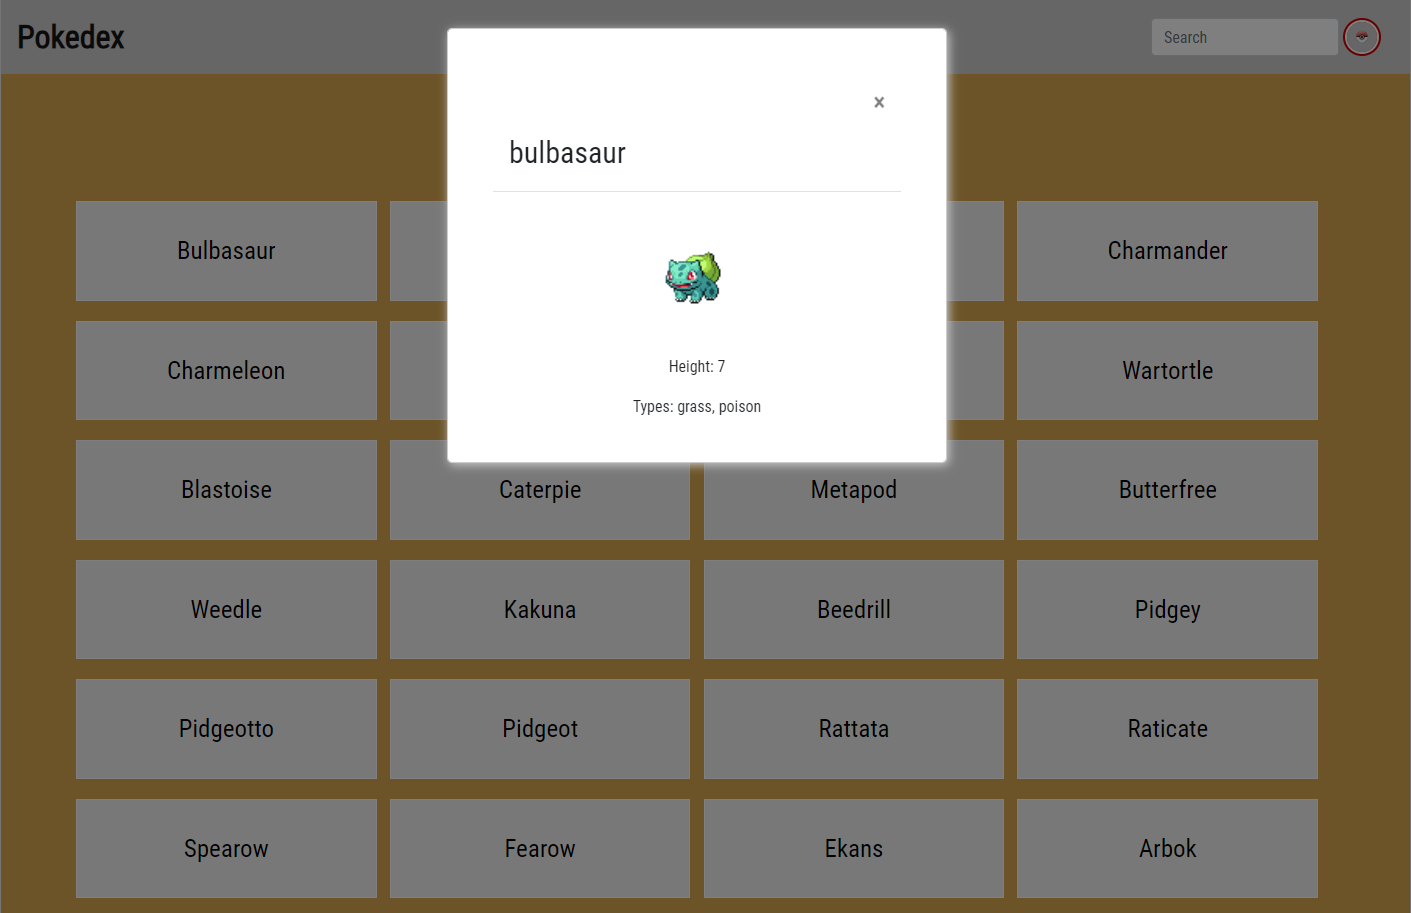 Pokedex
Search
×
bulbasaur
Height: 7
Types: grass, poison
Bulbasaur
Charmander
Charmeleon
Wartortle
Blastoise
Caterpie
Metapod
Butterfree
Weedle
Kakuna
Beedrill
Pidgey
Pidgeotto
Pidgeot
Rattata
Raticate
Spearow
Fearow
Ekans
Arbok